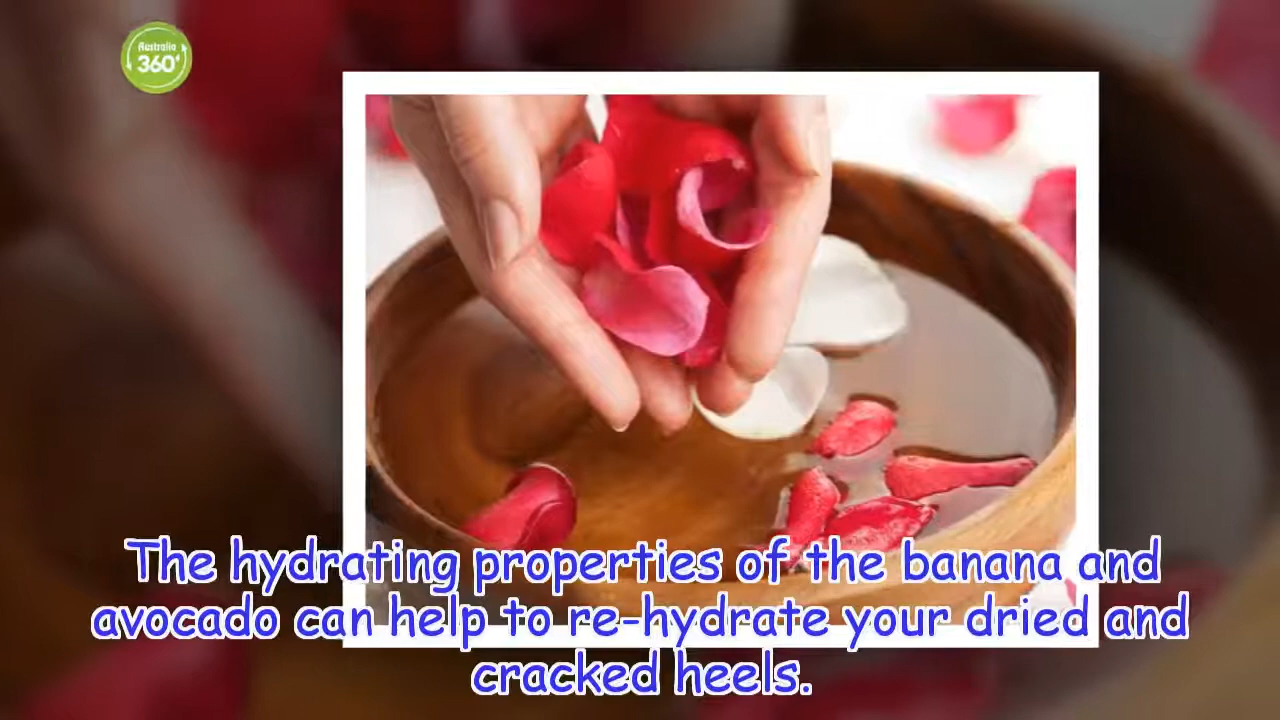 Australia
360°
The hydrating properties of the banana and
avocado can help to re-hydrate your dried and
cracked heels.